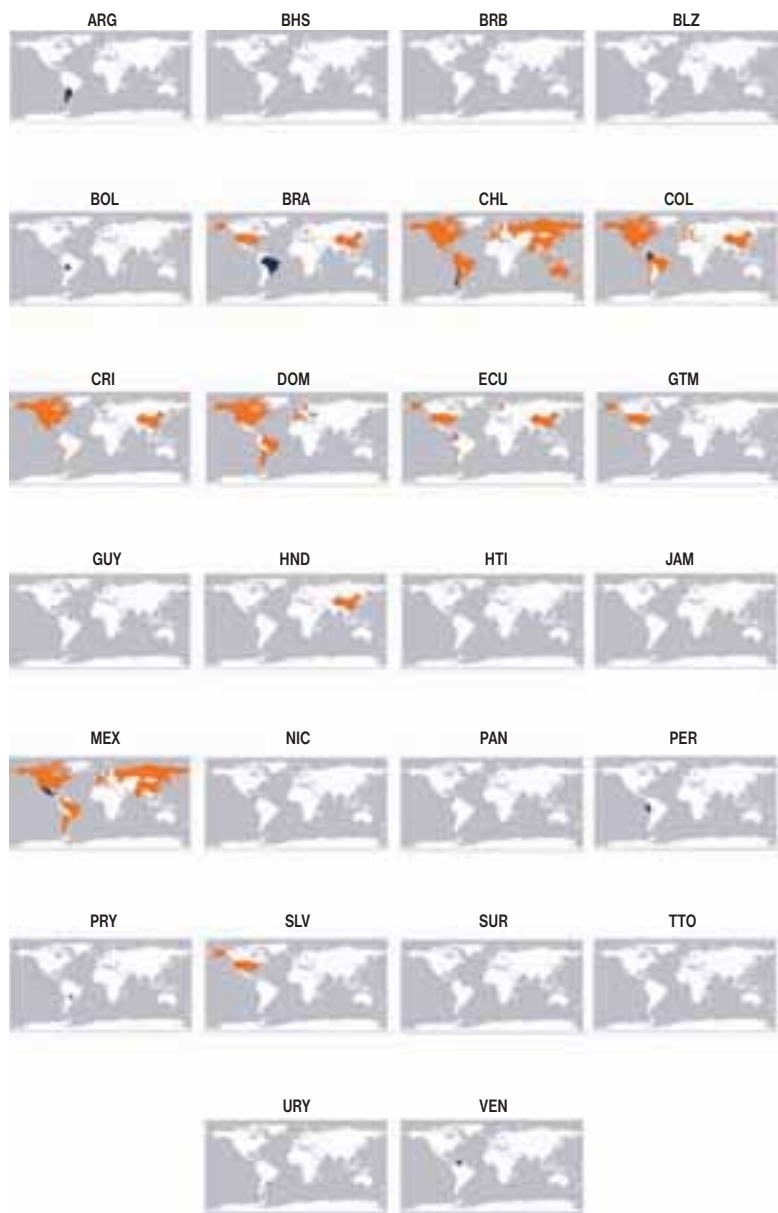 ARG BHS BRB BLZ
BOL BRA CHL COL
CRI DOM ECU GTM
GUY HND HTI JAM
MEX NIC PAN PER
PRY SLV SUR TTO
URY VEN